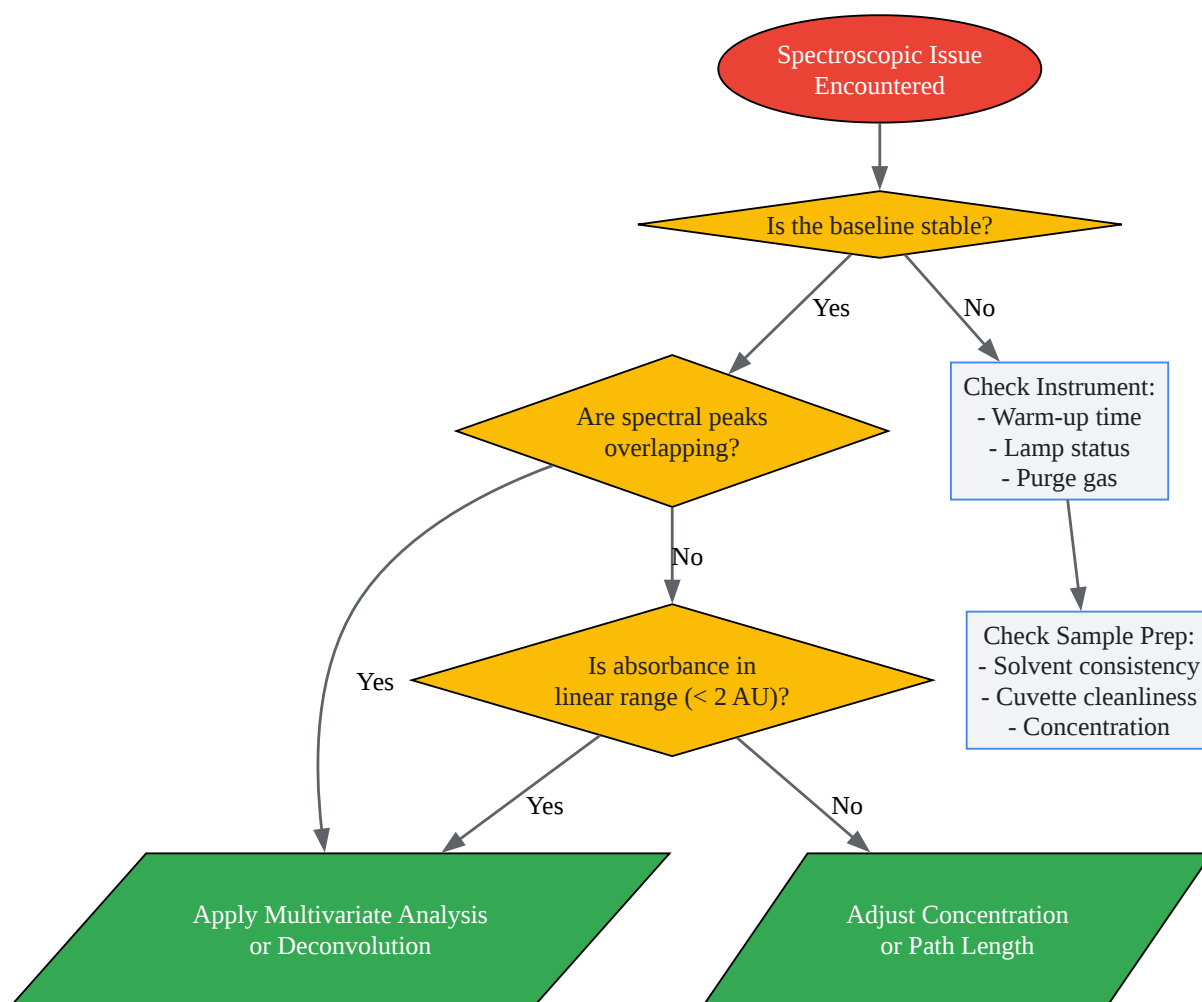 Spectroscopic Issue
Encountered
Is the baseline stable?
Yes
No
Are spectral peaks
overlapping?
Check Instrument:
- Warm-up time
- Lamp status
- Purge gas
No
Check Sample Prep:
- Solvent consistency
- Cuvette cleanliness
- Concentration
Yes
Is absorbance in
linear range (< 2 AU)?
Yes
No
Apply Multivariate Analysis
or Deconvolution
Adjust Concentration
or Path Length